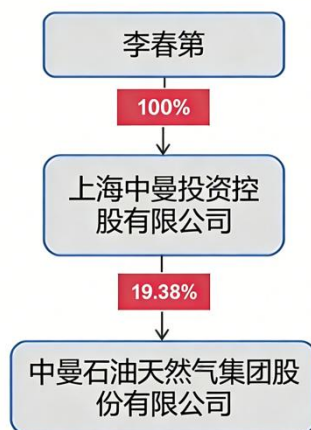 李春第
100%
上海中曼投资控
股有限公司
19.38%
中曼石油天然气集团股
份有限公司